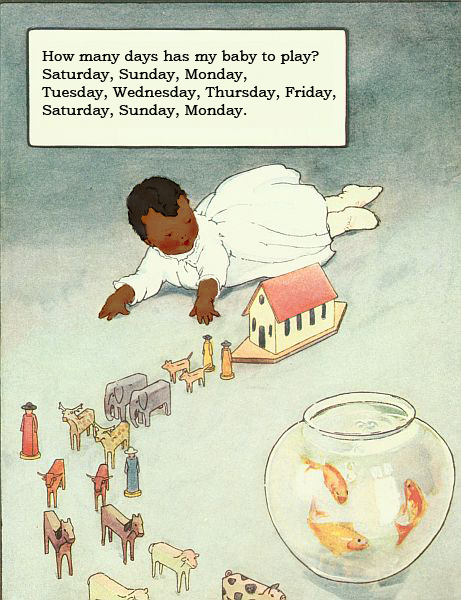 How many days has my baby to play?
Saturday, Sunday, Monday,
Tuesday, Wednesday, Thursday, Friday,
Saturday, Sunday, Monday.